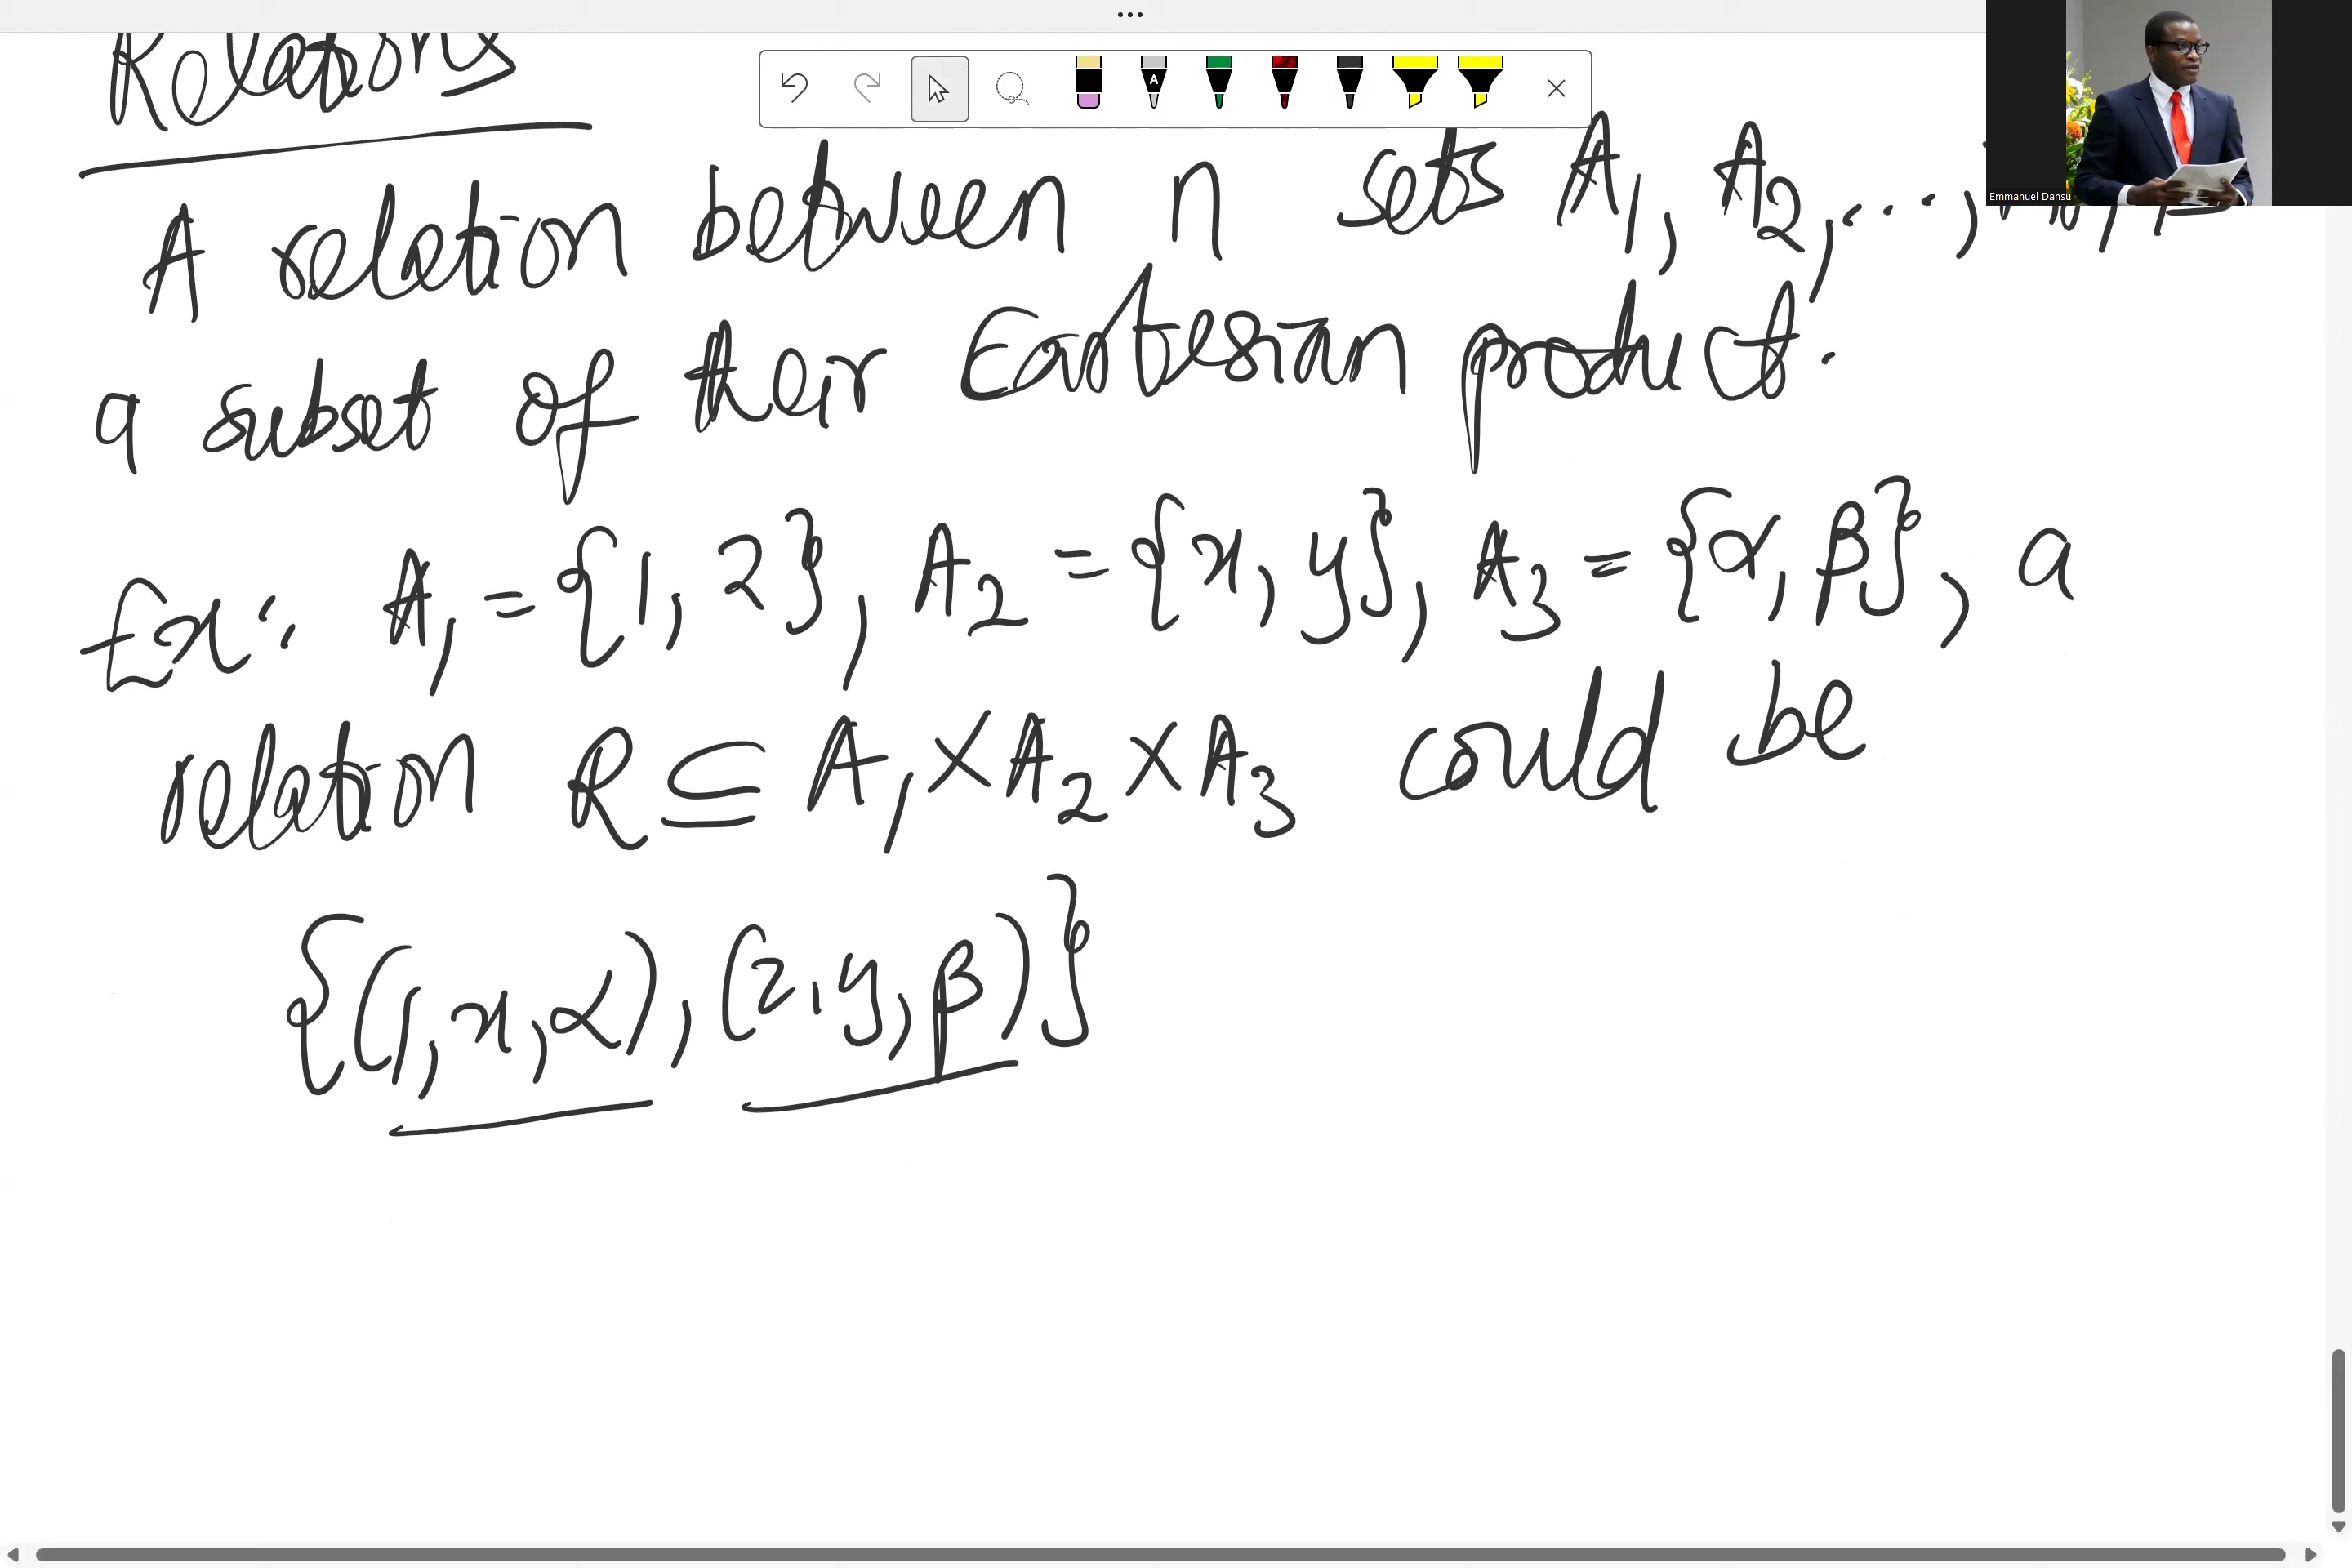 Relations
A relation between n sets A₁, A₂, ...,
Emmanuel Dansu
a subset of their Cartesian product.
Ex: A₁ = {1, 2}, A₂ = {x, y}, A₃ = {α, β}, a
relation R ⊆ A₁ × A₂ × A₃ could be
{(1, x, α), (2, y, β)}